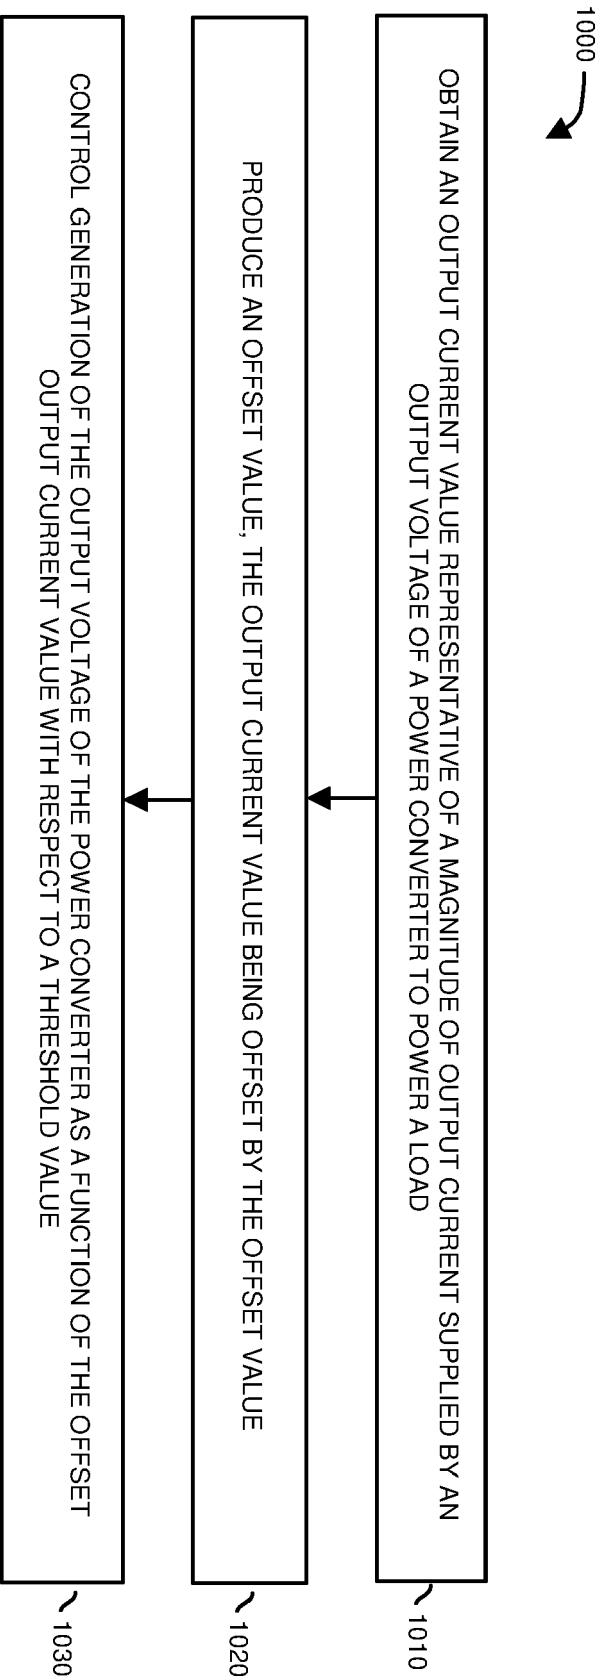 1000
OBTAIN AN OUTPUT CURRENT VALUE REPRESENTATIVE OF A MAGNITUDE OF OUTPUT CURRENT SUPPLIED BY AN
OUTPUT VOLTAGE OF A POWER CONVERTER TO POWER A LOAD
1010
PRODUCE AN OFFSET VALUE, THE OUTPUT CURRENT VALUE BEING OFFSET BY THE OFFSET VALUE
1020
CONTROL GENERATION OF THE OUTPUT VOLTAGE OF THE POWER CONVERTER AS A FUNCTION OF THE OFFSET
OUTPUT CURRENT VALUE WITH RESPECT TO A THRESHOLD VALUE
1030